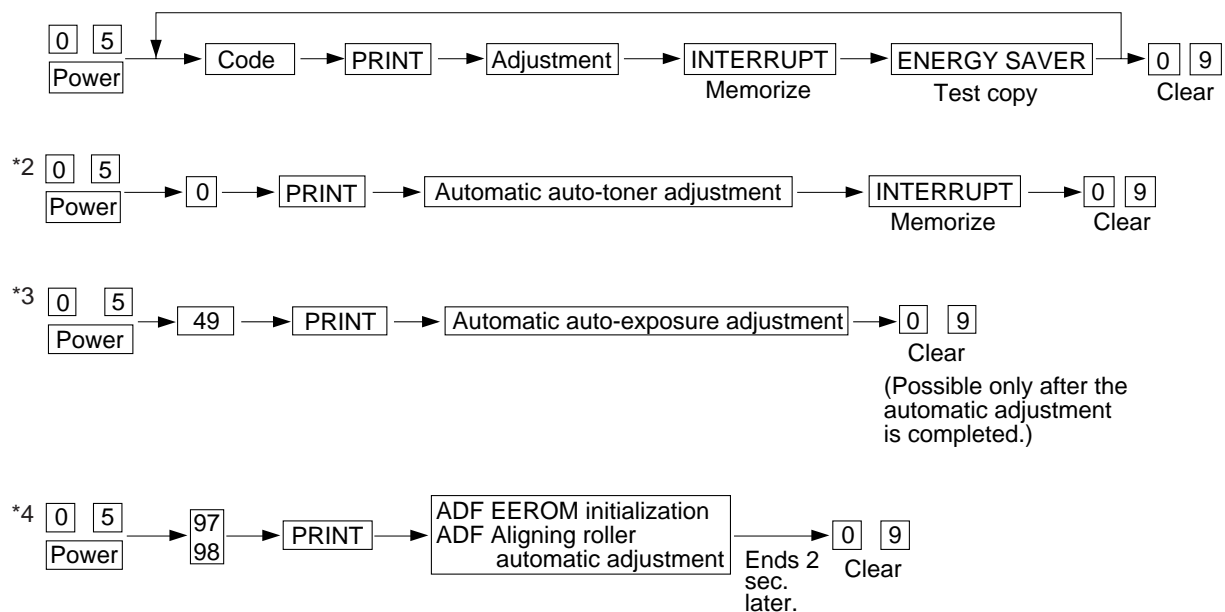 0 5
Power
Code
PRINT
Adjustment
INTERRUPT
Memorize
ENERGY SAVER
Test copy
0 9
Clear
*2 0 5
Power
0
PRINT
Automatic auto-toner adjustment
INTERRUPT
Memorize
0 9
Clear
*3 0 5
Power
49
PRINT
Automatic auto-exposure adjustment
0 9
Clear
(Possible only after the
automatic adjustment
is completed.)
*4 0 5
Power
97
98
PRINT
ADF EEROM initialization
ADF Aligning roller
automatic adjustment
Ends 2
sec.
later.
0 9
Clear